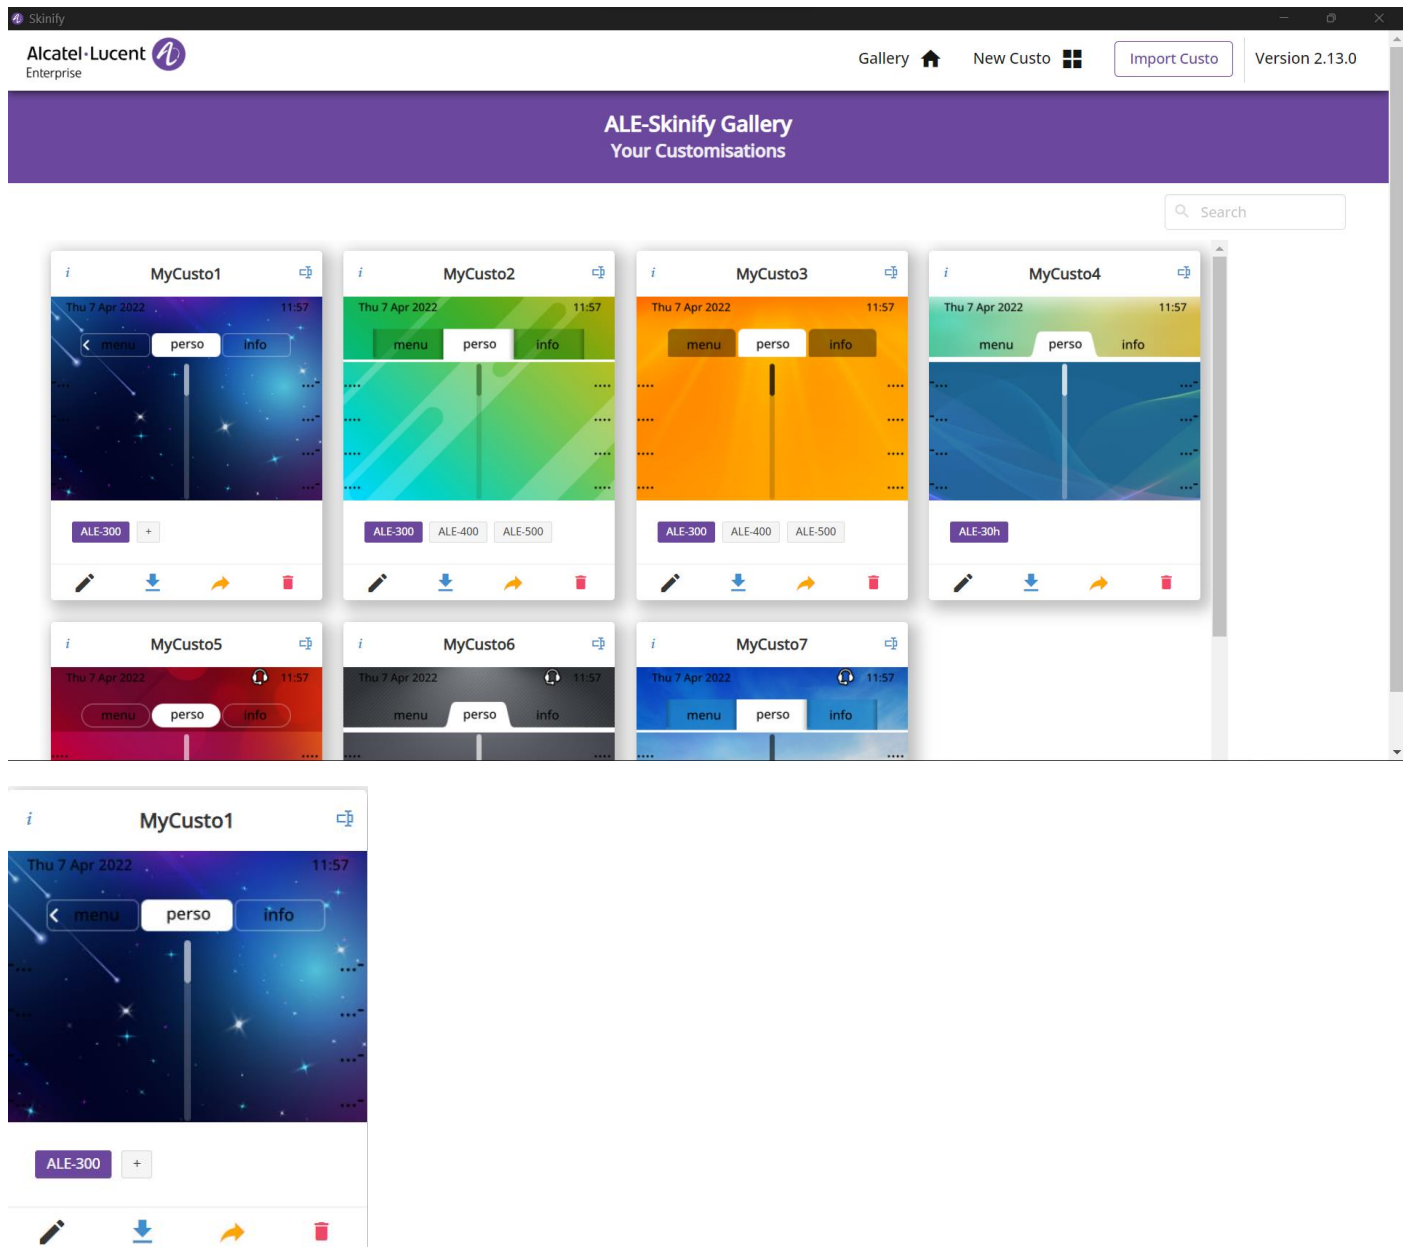 Skinify
Alcatel·Lucent
Enterprise
Gallery New Custo Import Custo Version 2.13.0
ALE-Skinify Gallery
Your Customisations
Search
i MyCusto1
Thu 7 Apr 2022 11:57
menu perso info
ALE-300 +
i MyCusto2
Thu 7 Apr 2022 11:57
menu perso info
ALE-300 ALE-400 ALE-500
i MyCusto3
Thu 7 Apr 2022 11:57
menu perso info
ALE-300 ALE-400 ALE-500
i MyCusto4
Thu 7 Apr 2022 11:57
menu perso info
ALE-30h
i MyCusto5
Thu 7 Apr 2022 11:57
menu perso info
i MyCusto6
Thu 7 Apr 2022 11:57
menu perso info
i MyCusto7
Thu 7 Apr 2022 11:57
menu perso info
i MyCusto1
Thu 7 Apr 2022 11:57
menu perso info
ALE-300 +